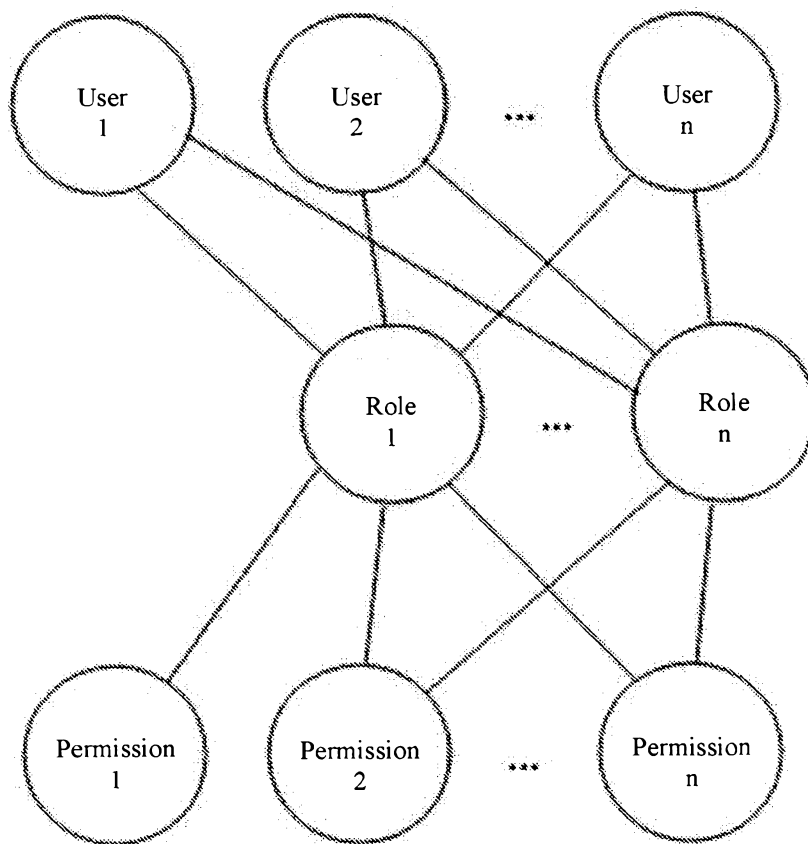 User
1
User
2
***
User
n
Role
1
***
Role
n
Permission
1
Permission
2
***
Permission
n